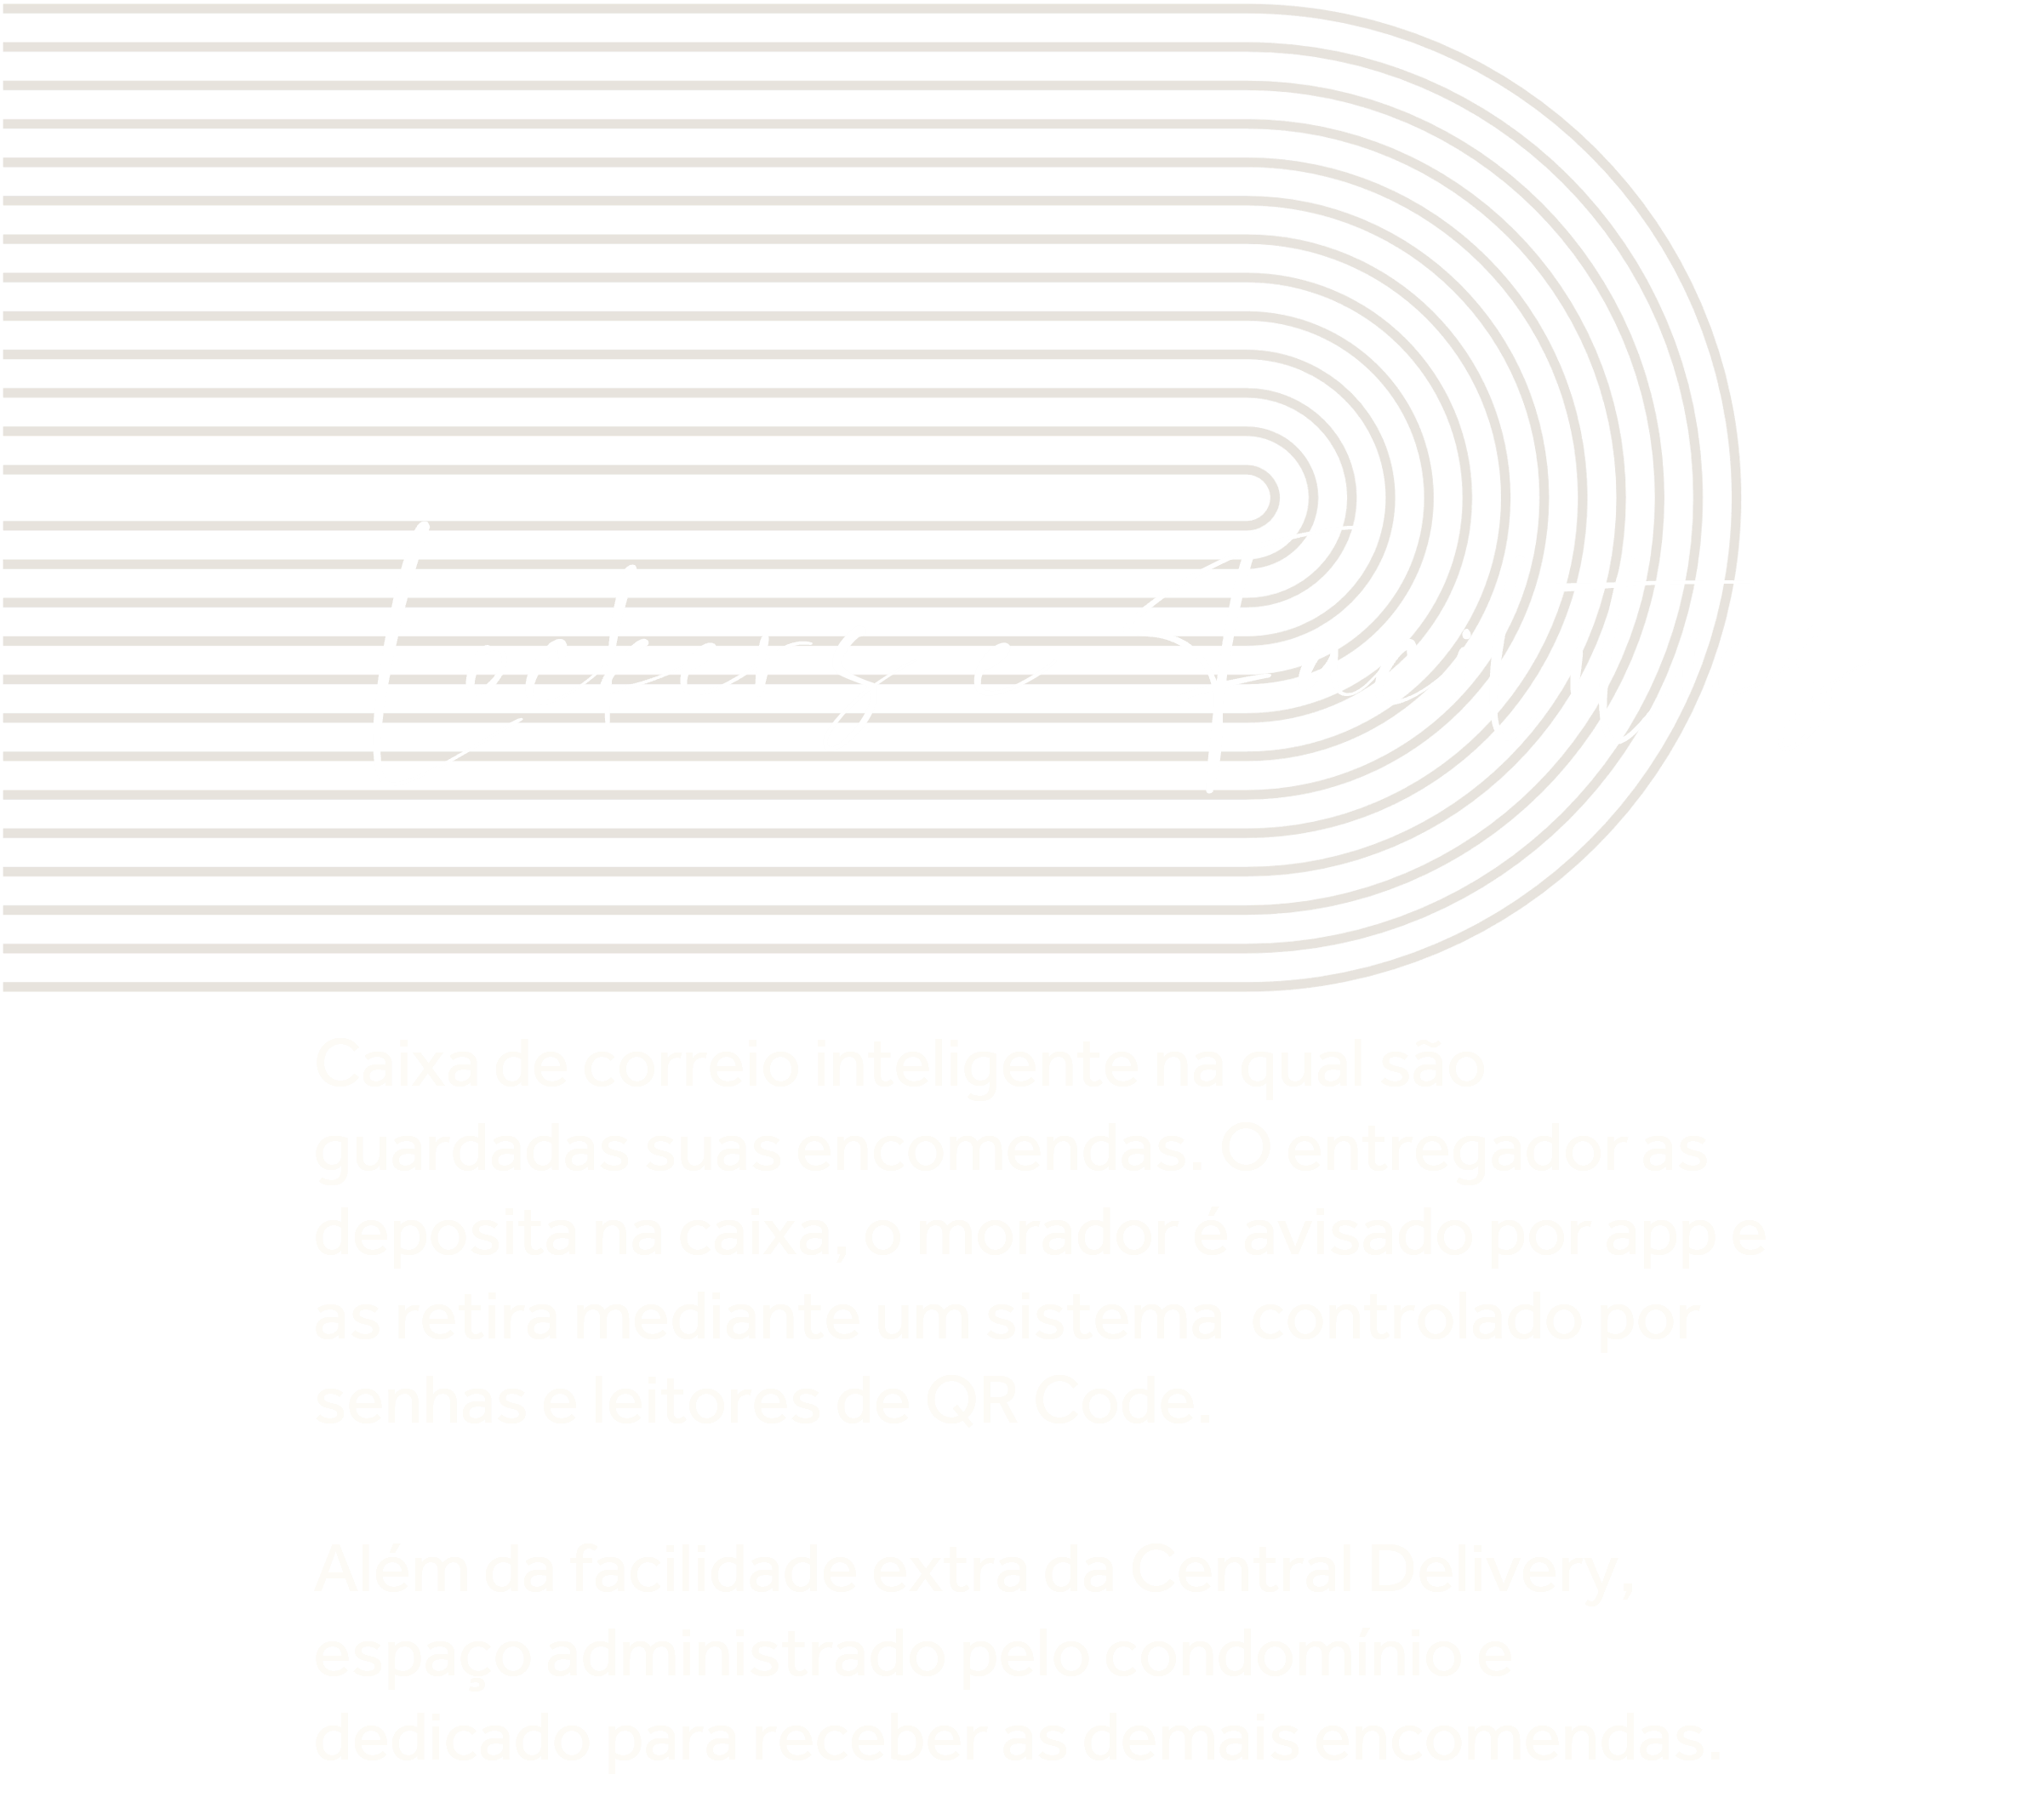 Caixa de correio inteligente na qual são
guardadas suas encomendas. O entregador as
deposita na caixa, o morador é avisado por app e
as retira mediante um sistema controlado por
senhas e leitores de QR Code.
Além da facilidade extra da Central Delivery,
espaço administrado pelo condomínio e
dedicado para receber as demais encomendas.